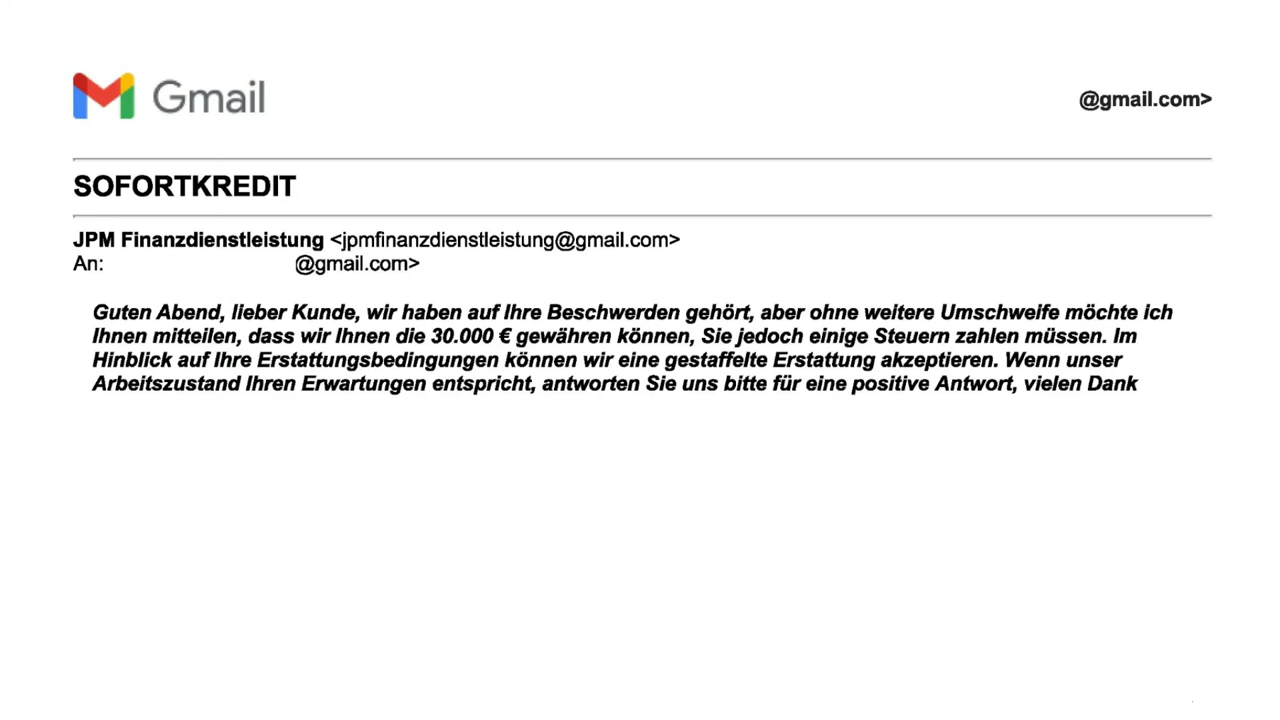 Gmail
@gmail.com>
SOFORTKREDIT
JPM Finanzdienstleistung <jpmfinanzdienstleistung@gmail.com>
An: @gmail.com>
Guten Abend, lieber Kunde, wir haben auf Ihre Beschwerden gehört, aber ohne weitere Umschweife möchte ich
Ihnen mitteilen, dass wir Ihnen die 30.000 € gewähren können, Sie jedoch einige Steuern zahlen müssen. Im
Hinblick auf Ihre Erstattungsbedingungen können wir eine gestaffelte Erstattung akzeptieren. Wenn unser
Arbeitszustand Ihren Erwartungen entspricht, antworten Sie uns bitte für eine positive Antwort, vielen Dank